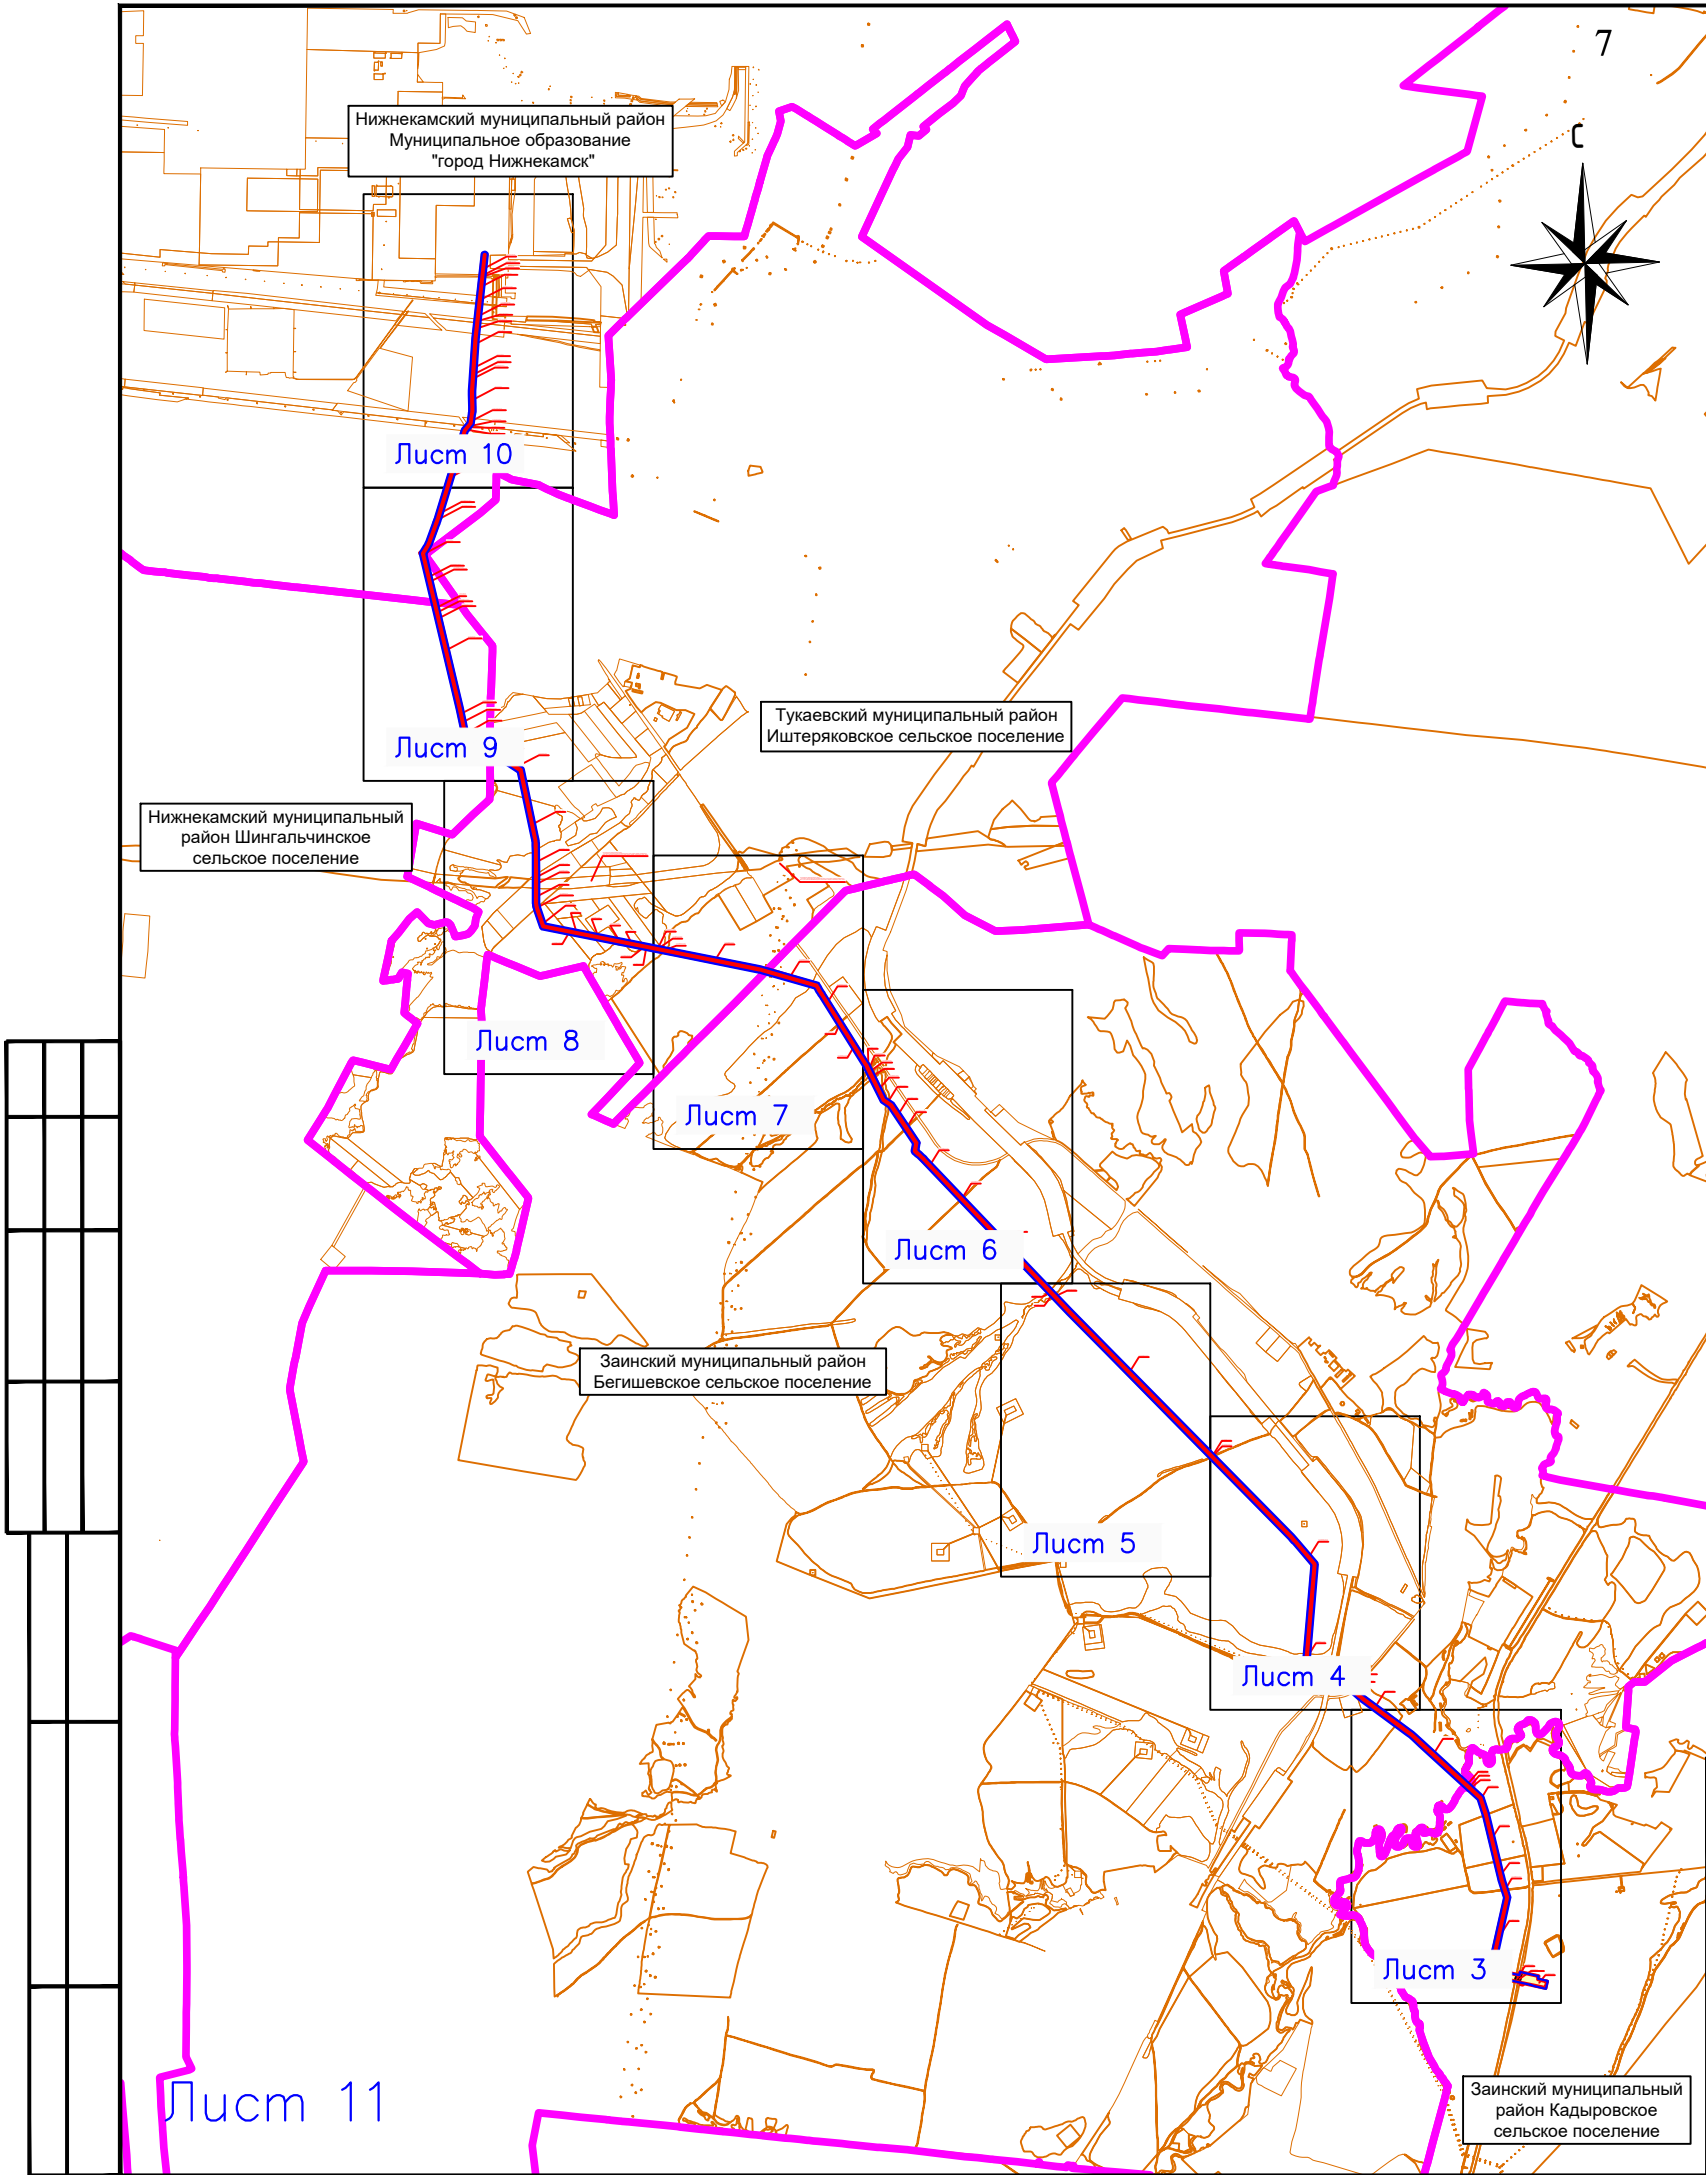 7
С
Нижнекамский муниципальный район
Муниципальное образование
"город Нижнекамск"
Лист 10
Тукаевский муниципальный район
Иштеряковское сельское поселение
Лист 9
Нижнекамский муниципальный
район Шингальчинское
сельское поселение
Лист 8
Лист 7
Лист 6
Заинский муниципальный район
Бегишевское сельское поселение
Лист 5
Лист 4
Лист 3
Лист 11
Заинский муниципальный
район Кадыровское
сельское поселение